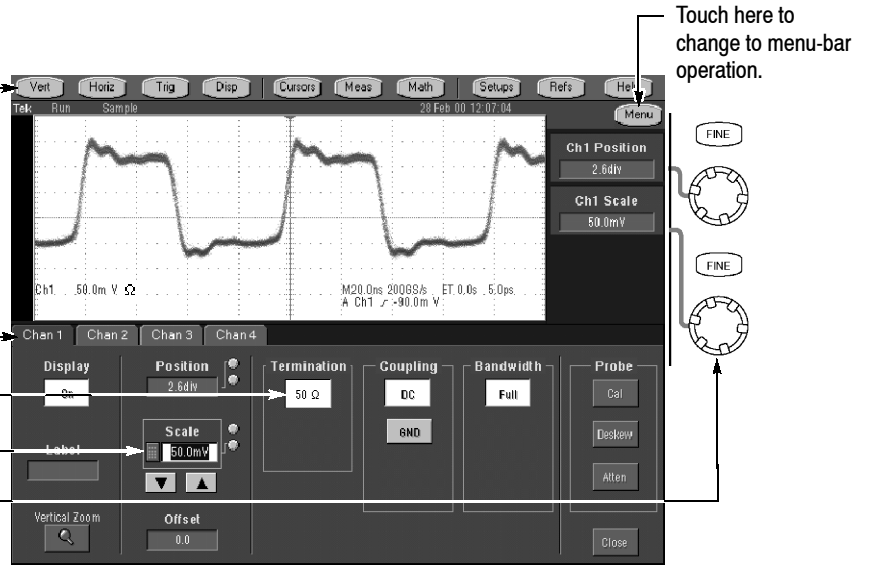 Touch here to
change to menu-bar
operation.
Vert Horiz Trig Disp Cursors Meas Math Setups Refs Help
Tek Run Sample 28 Feb 00 12:07:04
Menu
FINE
Ch1 Position
2.6div
Ch1 Scale
50.0mV
FINE
Ch1 50.0m V Ω
M20.0ns 200GS/s ET 0.0s 5.0ps
A Ch1 -90.0m V
Chan 1 Chan 2 Chan 3 Chan 4
Display
On
Label
Vertical Zoom
Position
2.6div
Scale
50.0mV
Offset
0.0
Termination
50 Ω
Coupling
DC
GND
Bandwidth
Full
Probe
Cal
Deskew
Atten
Close